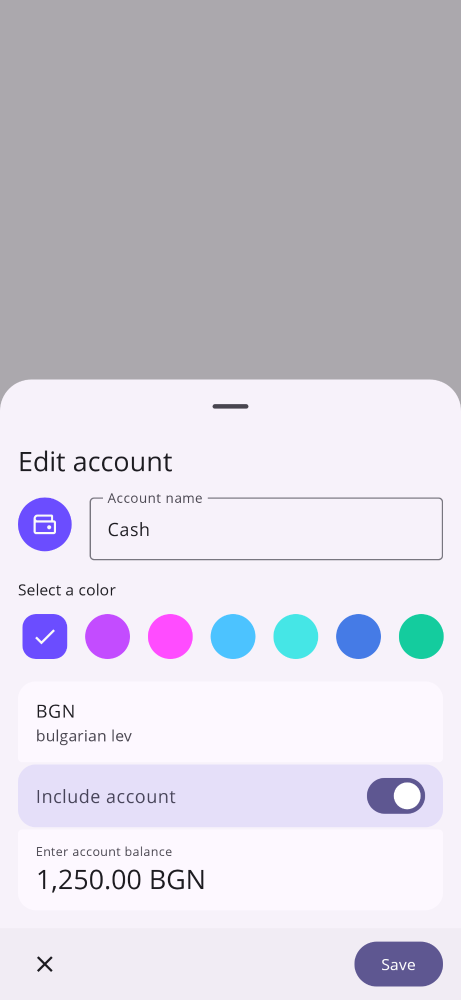 Edit account
Account name
Cash
Select a color
BGN
bulgarian lev
Include account
Enter account balance
1,250.00 BGN
Save